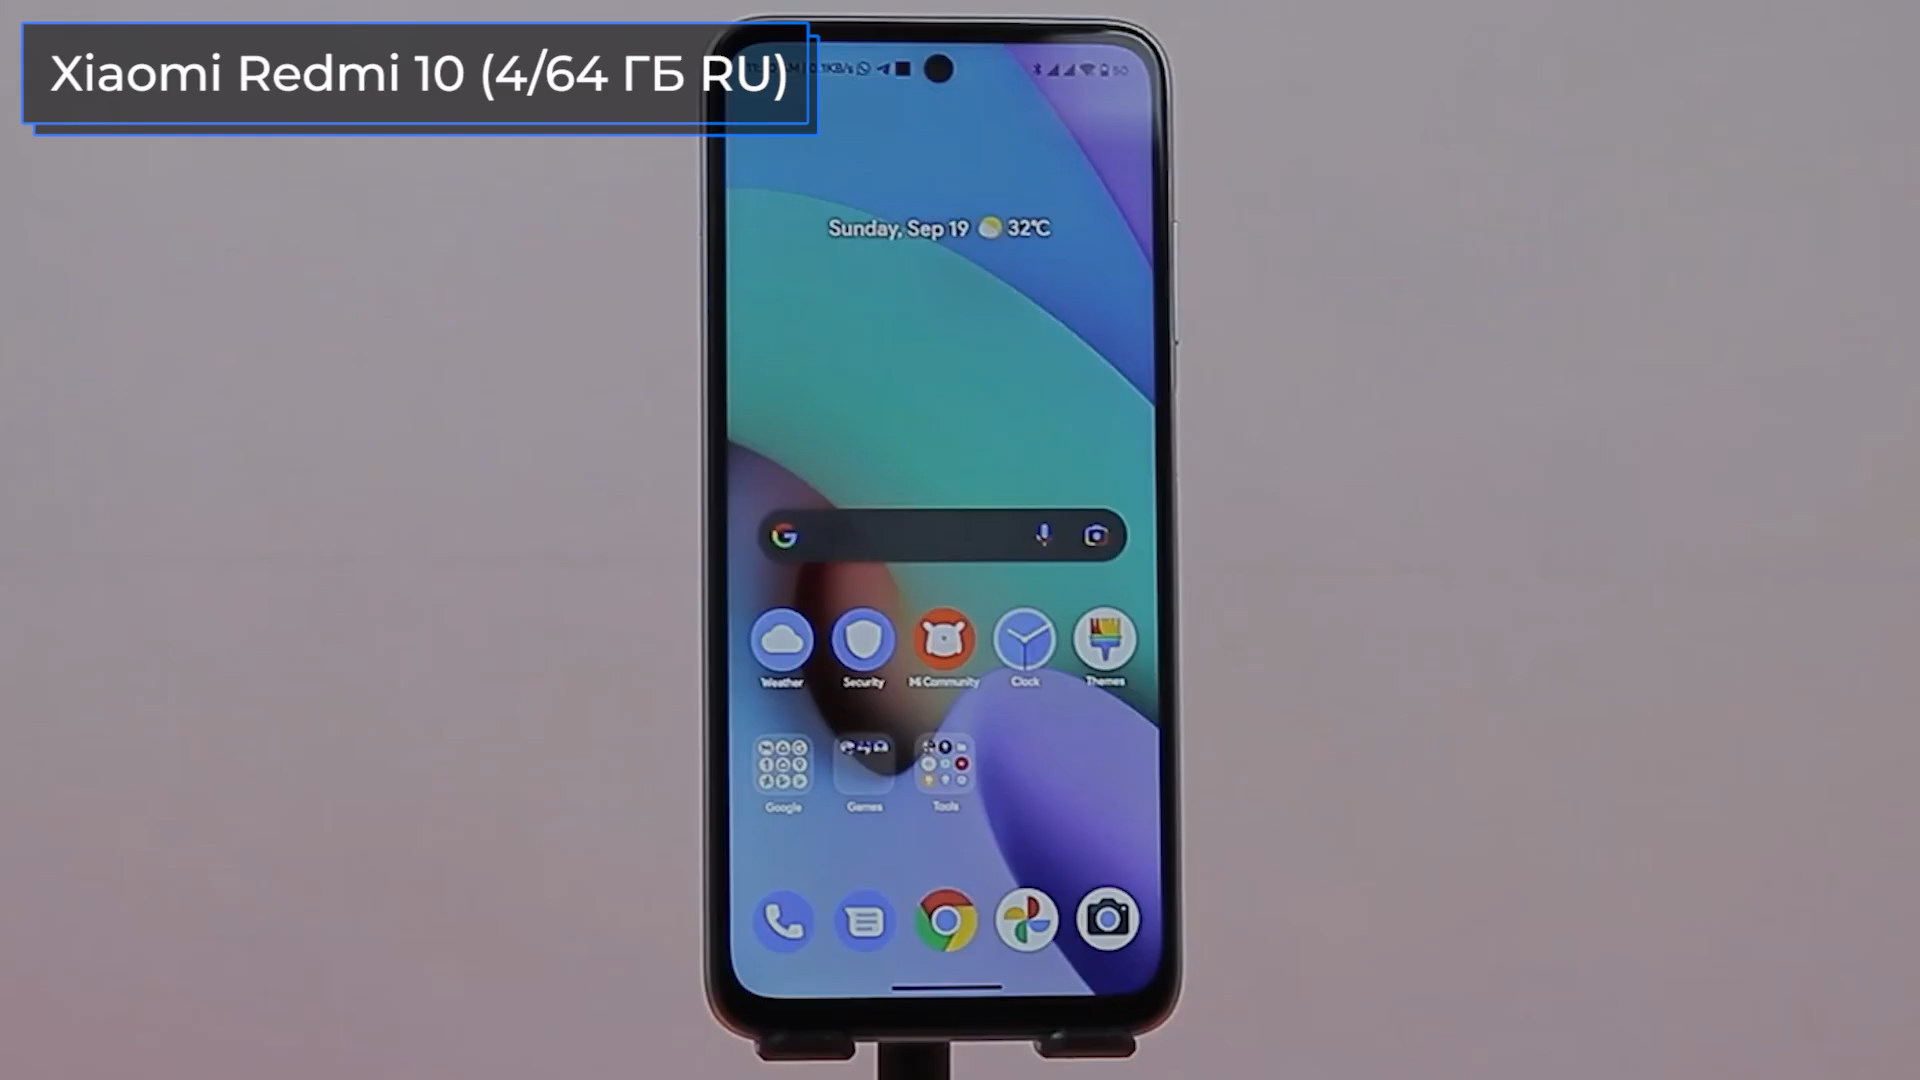 Xiaomi Redmi 10 (4/64 ГБ RU)
Sunday, Sep 19 32°C
Weather Security Mi Community Clock Themes
Google Games Tools